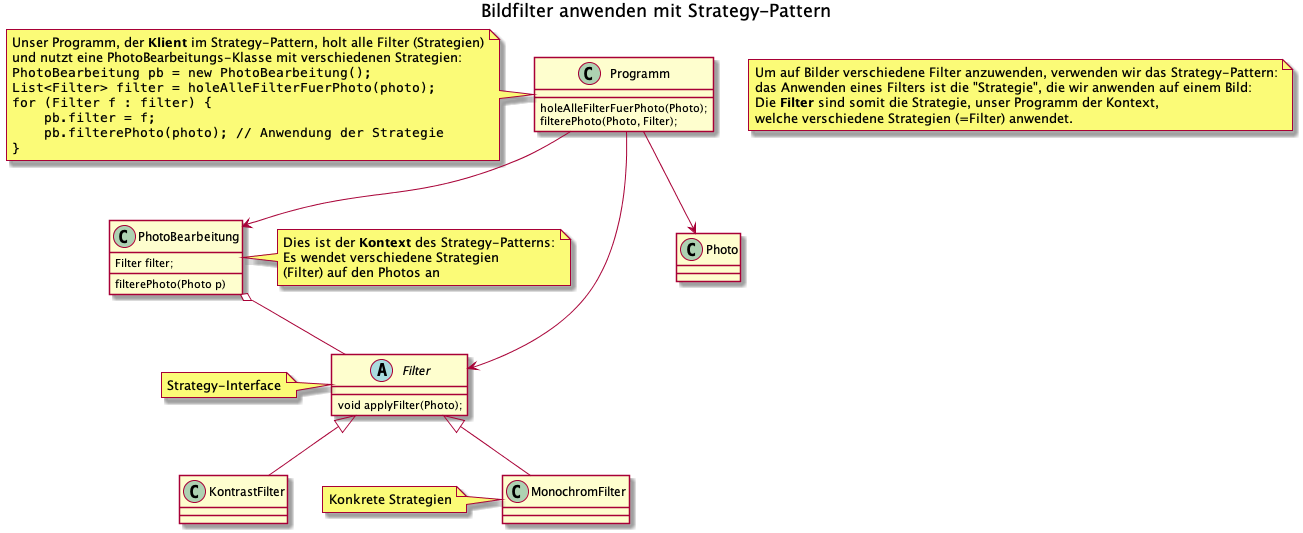 Bildfilter anwenden mit Strategy-Pattern
Unser Programm, der Klient im Strategy-Pattern, holt alle Filter (Strategien)
und nutzt eine PhotoBearbeitungs-Klasse mit verschiedenen Strategien:
PhotoBearbeitung pb = new PhotoBearbeitung();
List<Filter> filter = holeAlleFilterFuerPhoto(photo);
for (Filter f : filter) {
pb.filter = f;
pb.filterePhoto(photo); // Anwendung der Strategie
}
C Programm
holeAlleFilterFuerPhoto(Photo);
filterePhoto(Photo, Filter);
Um auf Bilder verschiedene Filter anzuwenden, verwenden wir das Strategy-Pattern:
das Anwenden eines Filters ist die "Strategie", die wir anwenden auf einem Bild:
Die Filter sind somit die Strategie, unser Programm der Kontext,
welche verschiedene Strategien (=Filter) anwendet.
C PhotoBearbeitung
Filter filter;
filterePhoto(Photo p)
Dies ist der Kontext des Strategy-Patterns:
Es wendet verschiedene Strategien
(Filter) auf den Photos an
C Photo
Strategy-Interface
A Filter
void applyFilter(Photo);
C KontrastFilter
Konkrete Strategien
C MonochromFilter